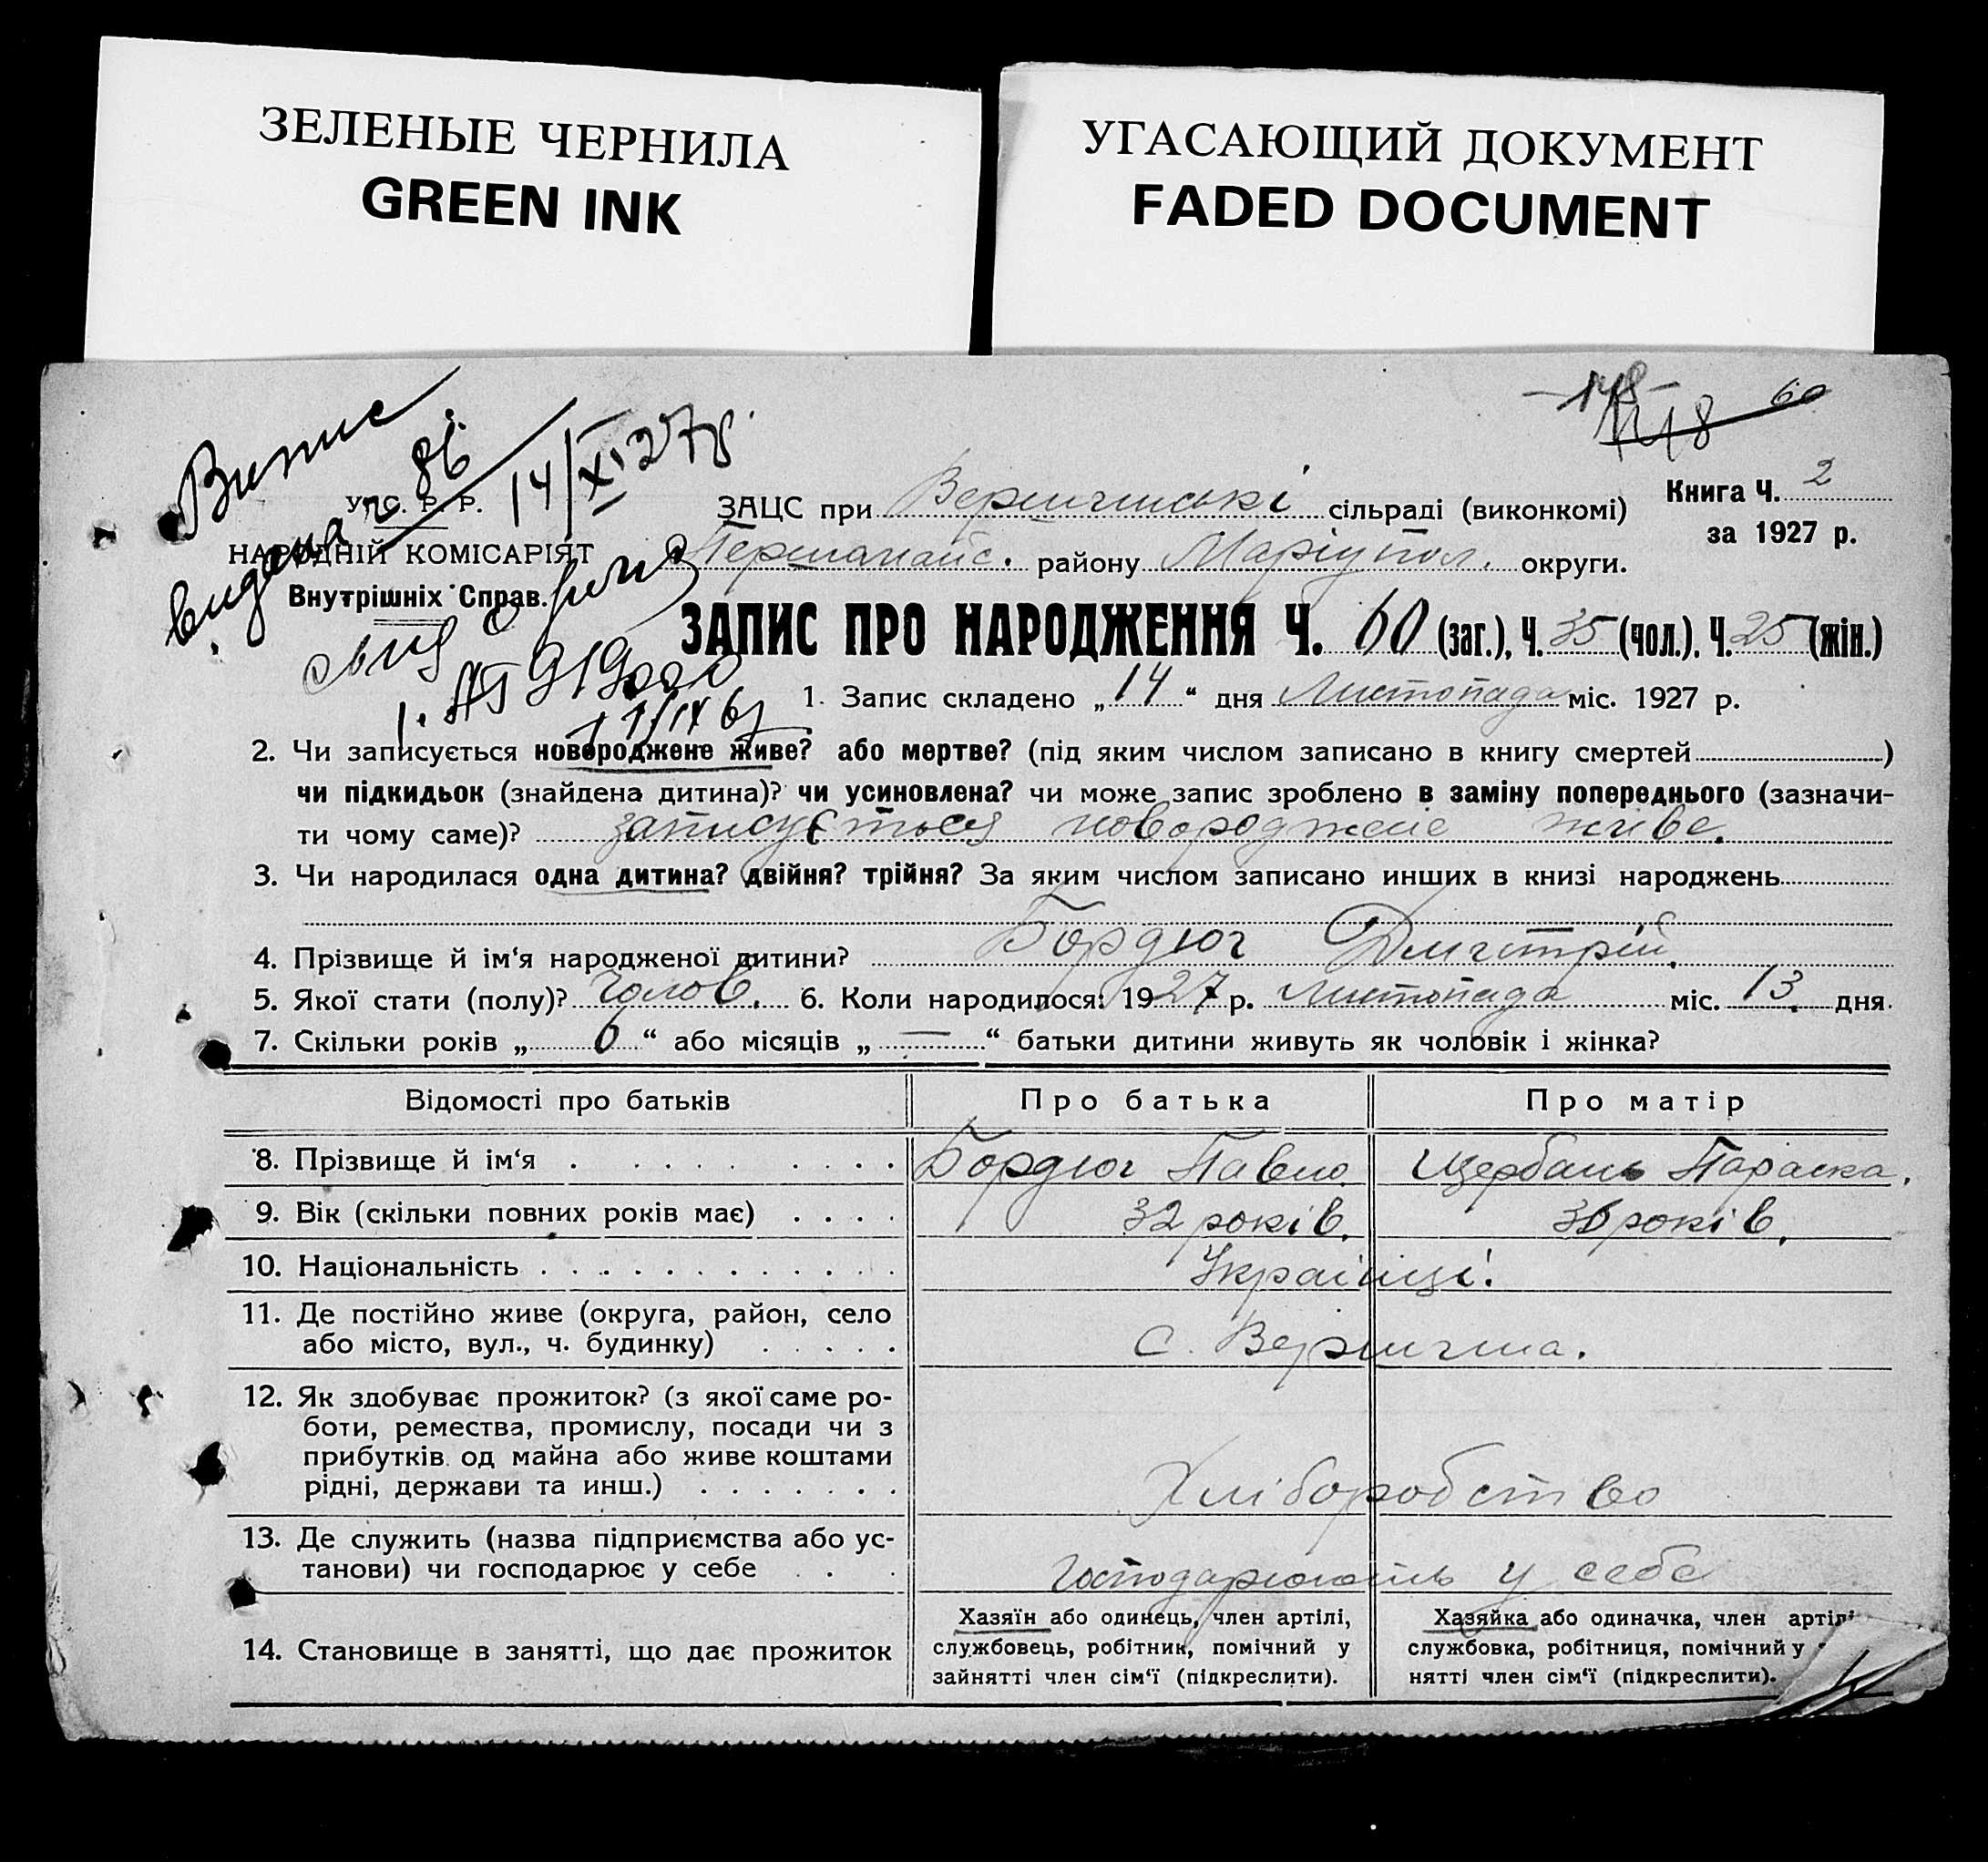 ЗЕЛЕНЫЕ ЧЕРНИЛА
GREEN INK
УГАСАЮЩИЙ ДОКУМЕНТ
FADED DOCUMENT
-148-
60
Випис
видана 86
14/XI 27р.
У. С. Р. Р.
НАРОДНІЙ КОМІСАРІЯТ
Внутрішніх Справ.
ЗАЦС при Вершинські сільраді (виконкомі)
Першамайс. району Маріупол. округи.
Книга Ч. 2
за 1927 р.
ЗАПИС ПРО НАРОДЖЕННЯ Ч. 60 (заг.), Ч. 35 (чол.), Ч. 25 (жін.)
1. Запис складено „14“ дня Листопада міс. 1927 р.
2. Чи записується новороджене живе? або мертве? (під яким числом записано в книгу смертей )
чи підкидьок (знайдена дитина)? чи усиновлена? чи може запис зроблено в заміну попереднього (зазначи-
ти чому саме)? записується новороджене живе.
3. Чи народилася одна дитина? двійня? трійня? За яким числом записано инших в книзі народжень
4. Прізвище й ім‘я народженої дитини? Бордюг Дмитрій.
5. Якої стати (полу)? Чолов. 6. Коли народилося: 1927 р. Листопада міс. 13. дня.
7. Скільки років „ 6 “ або місяців „ — “ батьки дитини живуть як чоловік і жінка?
Відомості про батьків Про батька Про матір
8. Прізвище й ім‘я Бордюг Павло Щербань Параска.
9. Вік (скільки повних років має) 32 років. років.
10. Національність Українці.
11. Де постійно живе (округа, район, село
або місто, вул., ч. будинку) с. Вершина.
12. Як здобуває прожиток? (з якої саме ро-
боти, ремества, промислу, посади чи з
прибутків од майна або живе коштами
рідні, держави та инш.) Хліборобство
13. Де служить (назва підприємства або ус-
танови) чи господарює у себе господарюють у себе
14. Становище в занятті, що дає прожиток
Хазяїн або одинець, член артілі,
службовець, робітник, помічний у
зайнятті член сім‘ї (підкреслити).
Хазяйка або одиначка, член артілі
службовка, робітниця, помічний у
нятті член сім‘ї (підкреслити).